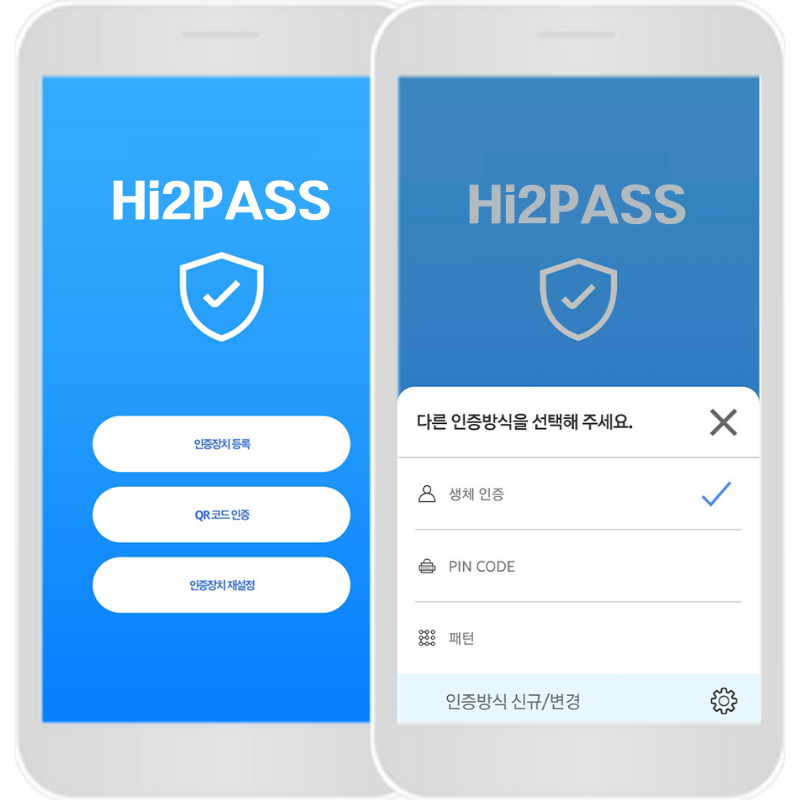 Hi2PASS
인증장치 등록
QR 코드 인증
인증장치 재설정
Hi2PASS
다른 인증방식을 선택해 주세요.
생체 인증
PIN CODE
패턴
인증방식 신규/변경